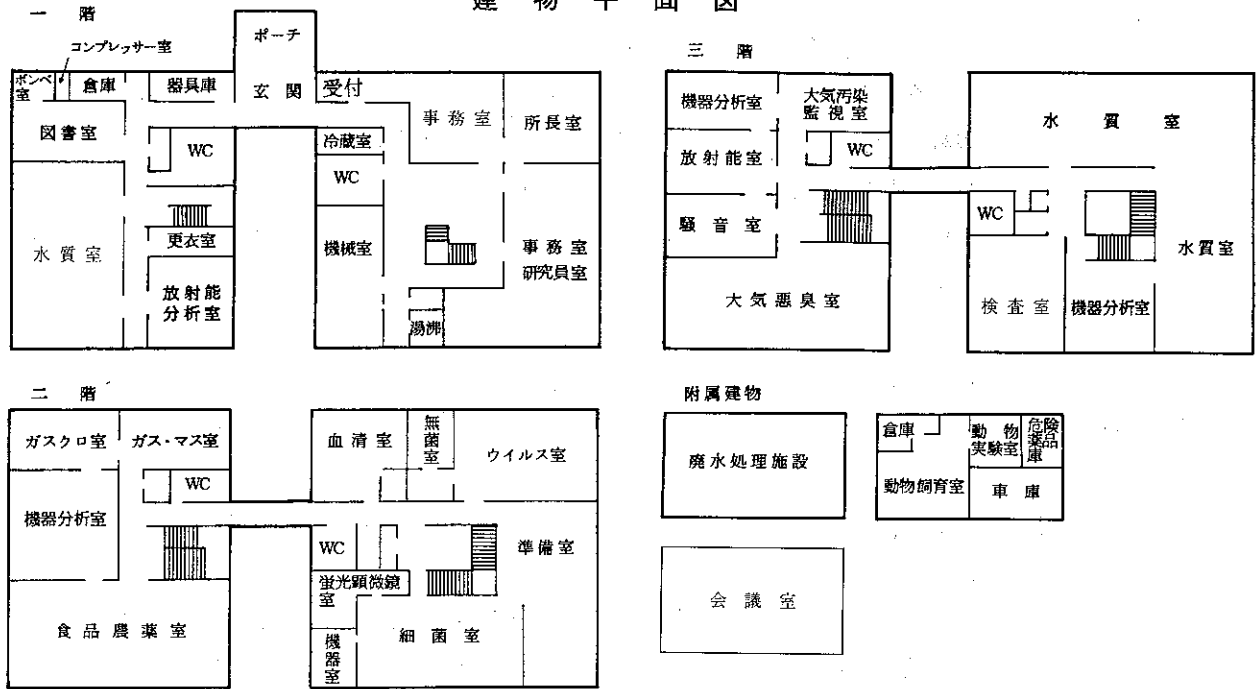 建物平面図
一階
コンプレッサー室
ボンベ
室
倉庫
器具庫
ポーチ
玄関
受付
事務室
所長室
図書室
WC
冷蔵室
WC
水質室
更衣室
機械室
事務室
研究員室
放射能
分析室
湯沸
三階
機器分析室
大気汚染
監視室
水質室
放射能室
WC
騒音室
WC
水質室
大気悪臭室
検査室
機器分析室
二階
ガスクロ室
ガス・マス室
血清室
無菌室
ウイルス室
WC
機器分析室
WC
準備室
蛍光顕微鏡
室
食品農薬室
機器室
細菌室
附属建物
廃水処理施設
倉庫
動物
実験室
危険
薬品
庫
動物飼育室
車庫
会議室